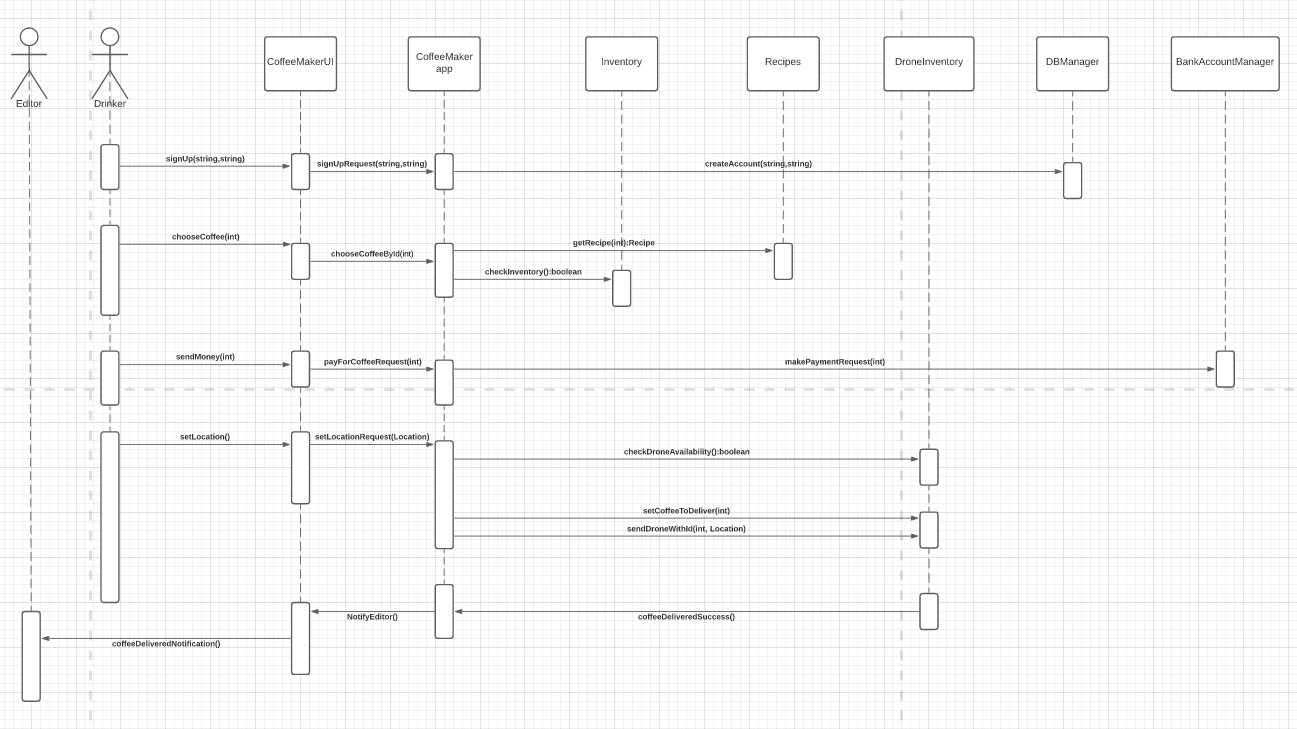 Editor
Drinker
CoffeeMakerUI
CoffeeMaker
app
Inventory
Recipes
DroneInventory
DBManager
BankAccountManager
signUp(string,string)
signUpRequest(string,string)
createAccount(string,string)
chooseCoffee(int)
chooseCoffeeById(int)
getRecipe(int):Recipe
checkInventory():boolean
sendMoney(int)
payForCoffeeRequest(int)
makePaymentRequest(int)
setLocation()
setLocationRequest(Location)
checkDroneAvailability():boolean
setCoffeeToDeliver(int)
sendDroneWithId(int, Location)
NotifyEditor()
coffeeDeliveredSuccess()
coffeeDeliveredNotification()